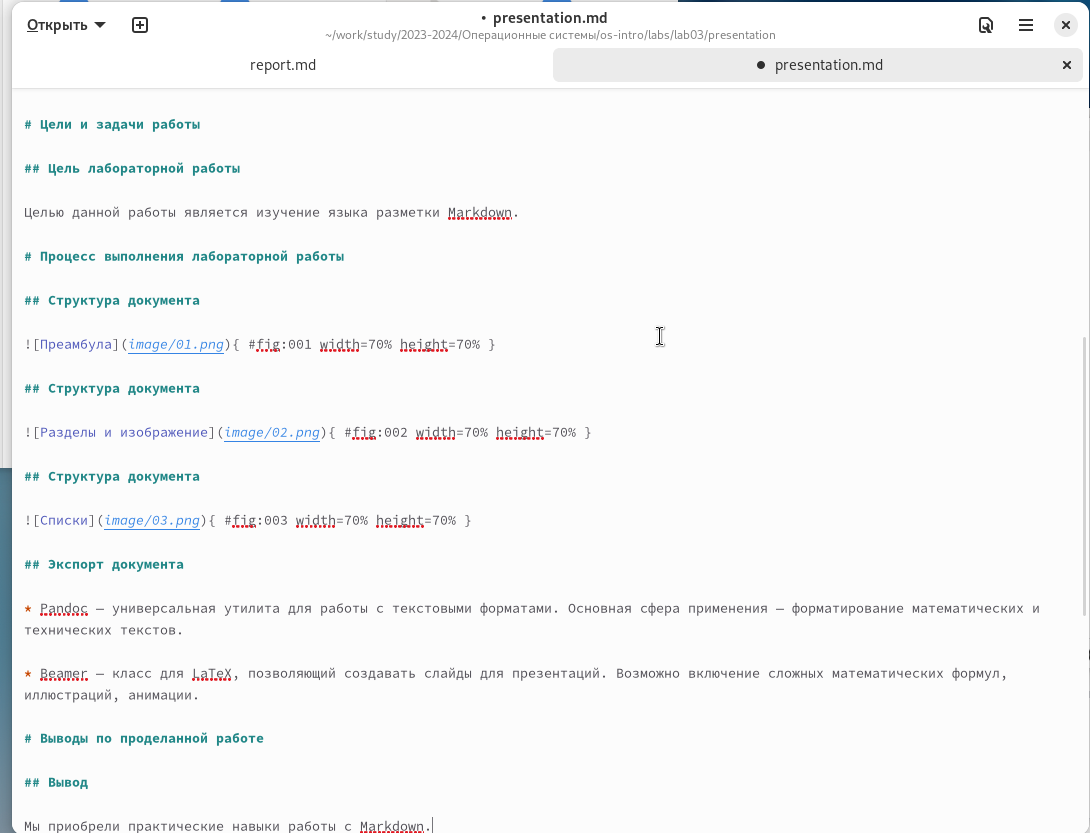 Открыть
• presentation.md
~/work/study/2023-2024/Операционные системы/os-intro/labs/lab03/presentation
report.md
● presentation.md
# Цели и задачи работы
## Цель лабораторной работы
Целью данной работы является изучение языка разметки Markdown.
# Процесс выполнения лабораторной работы
## Структура документа
![Преамбула](image/01.png){ #fig:001 width=70% height=70% }
## Структура документа
![Разделы и изображение](image/02.png){ #fig:002 width=70% height=70% }
## Структура документа
![Списки](image/03.png){ #fig:003 width=70% height=70% }
## Экспорт документа
* Pandoc — универсальная утилита для работы с текстовыми форматами. Основная сфера применения — форматирование математических и
технических текстов.
* Beamer — класс для LaTeX, позволяющий создавать слайды для презентаций. Возможно включение сложных математических формул,
иллюстраций, анимации.
# Выводы по проделанной работе
## Вывод
Мы приобрели практические навыки работы с Markdown.